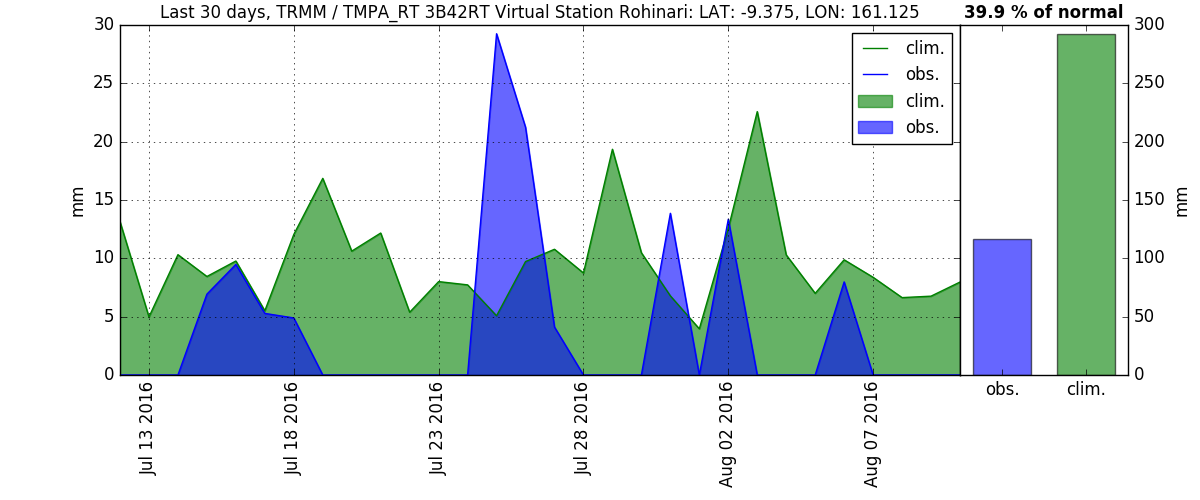 Last 30 days, TRMM / TMPA_RT 3B42RT Virtual Station Rohinari: LAT: -9.375, LON: 161.125
39.9 % of normal
30
25
20
15
10
5
0
mm
clim.
obs.
clim.
obs.
Jul 13 2016
Jul 18 2016
Jul 23 2016
Jul 28 2016
Aug 02 2016
Aug 07 2016
300
250
200
150
100
50
0
mm
obs.
clim.